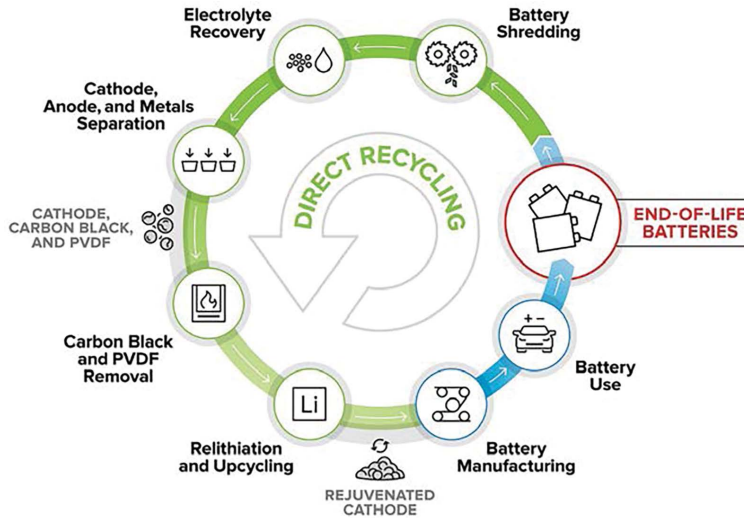 Electrolyte
Recovery
Battery
Shredding
Cathode,
Anode, and Metals
Separation
DIRECT RECYCLING
CATHODE,
CARBON BLACK,
AND PVDF
END-OF-LIFE
BATTERIES
Carbon Black
and PVDF
Removal
+ −
Battery
Use
Li
Relithiation
and Upcycling
Battery
Manufacturing
REJUVENATED
CATHODE